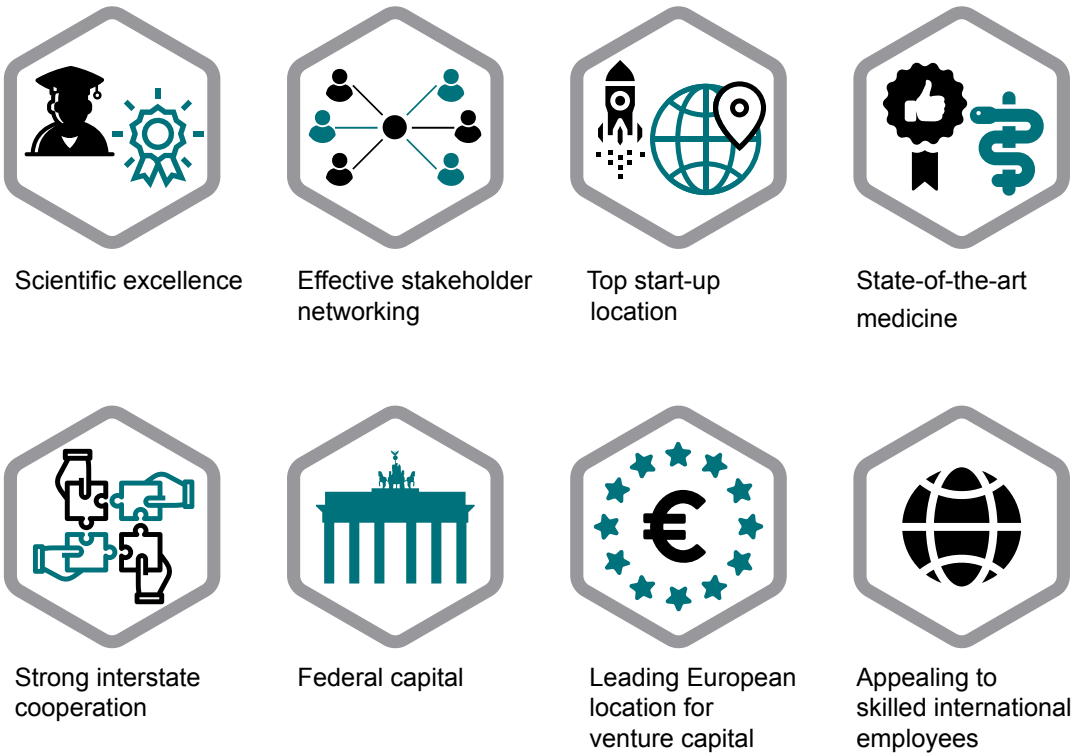 Scientific excellence
Effective stakeholder
networking
Top start-up
location
State-of-the-art
medicine
Strong interstate
cooperation
Federal capital
Leading European
location for
venture capital
Appealing to
skilled international
employees